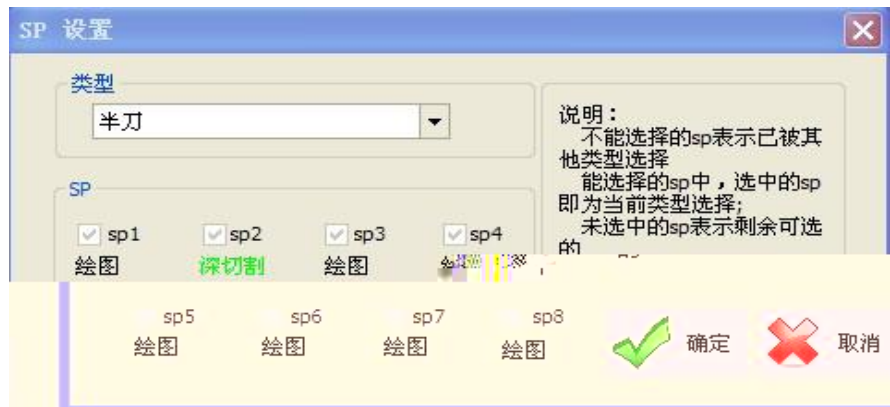 SP 设置
类型
半刀
SP
sp1 sp2 sp3 sp4
绘图 深切割 绘图
说明：
不能选择的sp表示已被其
他类型选择
能选择的sp中，选中的sp
即为当前类型选择;
未选中的sp表示剩余可选
的
sp5 sp6 sp7 sp8
绘图 绘图 绘图 绘图
确定 取消